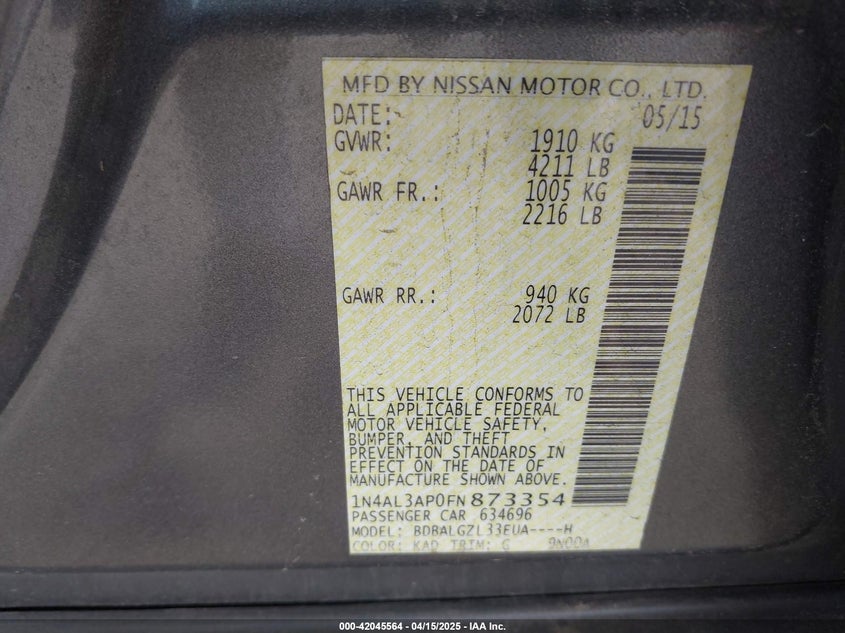 MFD BY NISSAN MOTOR CO., LTD.
DATE: 05/15
GVWR: 1910 KG
4211 LB
GAWR FR.: 1005 KG
2216 LB
GAWR RR.: 940 KG
2072 LB
THIS VEHICLE CONFORMS TO
ALL APPLICABLE FEDERAL
MOTOR VEHICLE SAFETY,
BUMPER, AND THEFT
PREVENTION STANDARDS IN
EFFECT ON THE DATE OF
MANUFACTURE SHOWN ABOVE.
1N4AL3AP0FN873354
PASSENGER CAR 634696
MODEL: BDBALGZL33EUA----H
COLOR: KAD TRIM: G
000-42045564 - 04/15/2025 - IAA Inc.